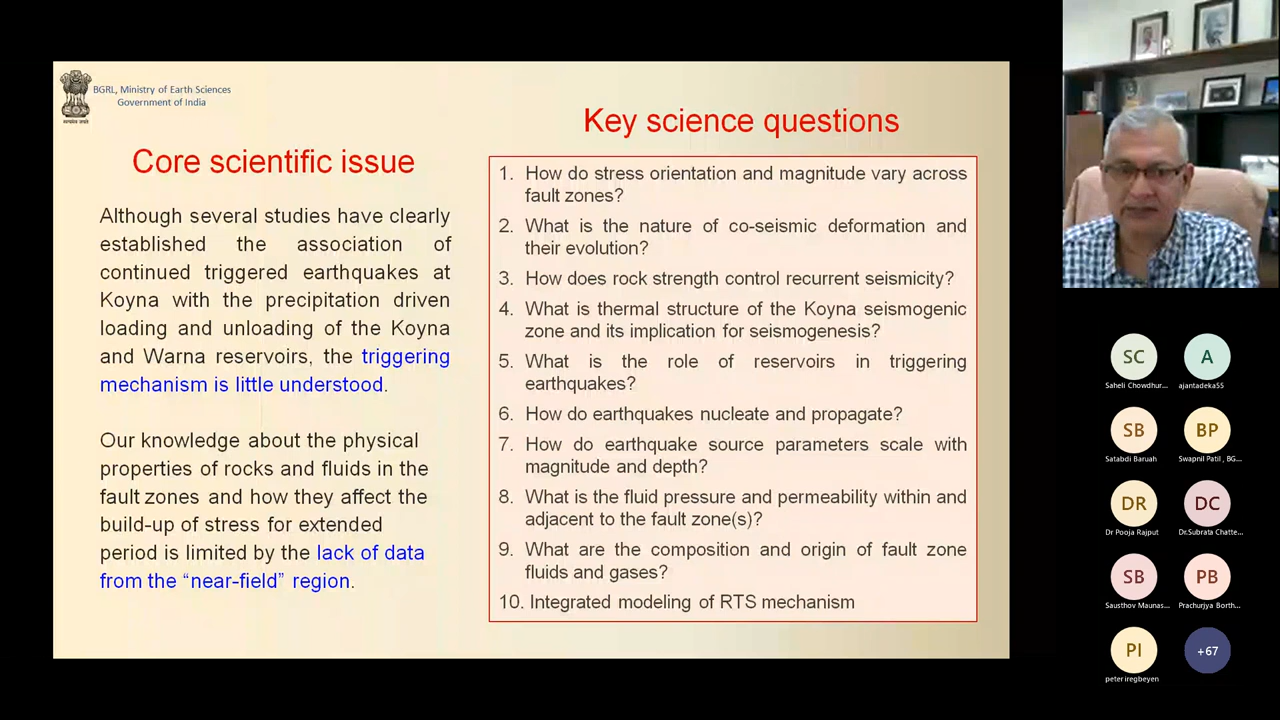 BGRL, Ministry of Earth Sciences
Government of India
Core scientific issue
Although several studies have clearly
established the association of
continued triggered earthquakes at
Koyna with the precipitation driven
loading and unloading of the Koyna
and Warna reservoirs, the triggering
mechanism is little understood.
Our knowledge about the physical
properties of rocks and fluids in the
fault zones and how they affect the
build-up of stress for extended
period is limited by the lack of data
from the “near-field” region.
Key science questions
1. How do stress orientation and magnitude vary across
fault zones?
2. What is the nature of co-seismic deformation and
their evolution?
3. How does rock strength control recurrent seismicity?
4. What is thermal structure of the Koyna seismogenic
zone and its implication for seismogenesis?
5. What is the role of reservoirs in triggering
earthquakes?
6. How do earthquakes nucleate and propagate?
7. How do earthquake source parameters scale with
magnitude and depth?
8. What is the fluid pressure and permeability within and
adjacent to the fault zone(s)?
9. What are the composition and origin of fault zone
fluids and gases?
10. Integrated modeling of RTS mechanism
SC
Saheli Chowdhur...
A
ajantadeka55
SB
Satabdi Baruah
BP
Swapnil Patil , BG...
DR
Dr Pooja Rajput
DC
Dr.Subrata Chatte...
SB
Sausthov Maunas...
PB
Prachurjya Borth...
PI
peter iregbeyen
+67